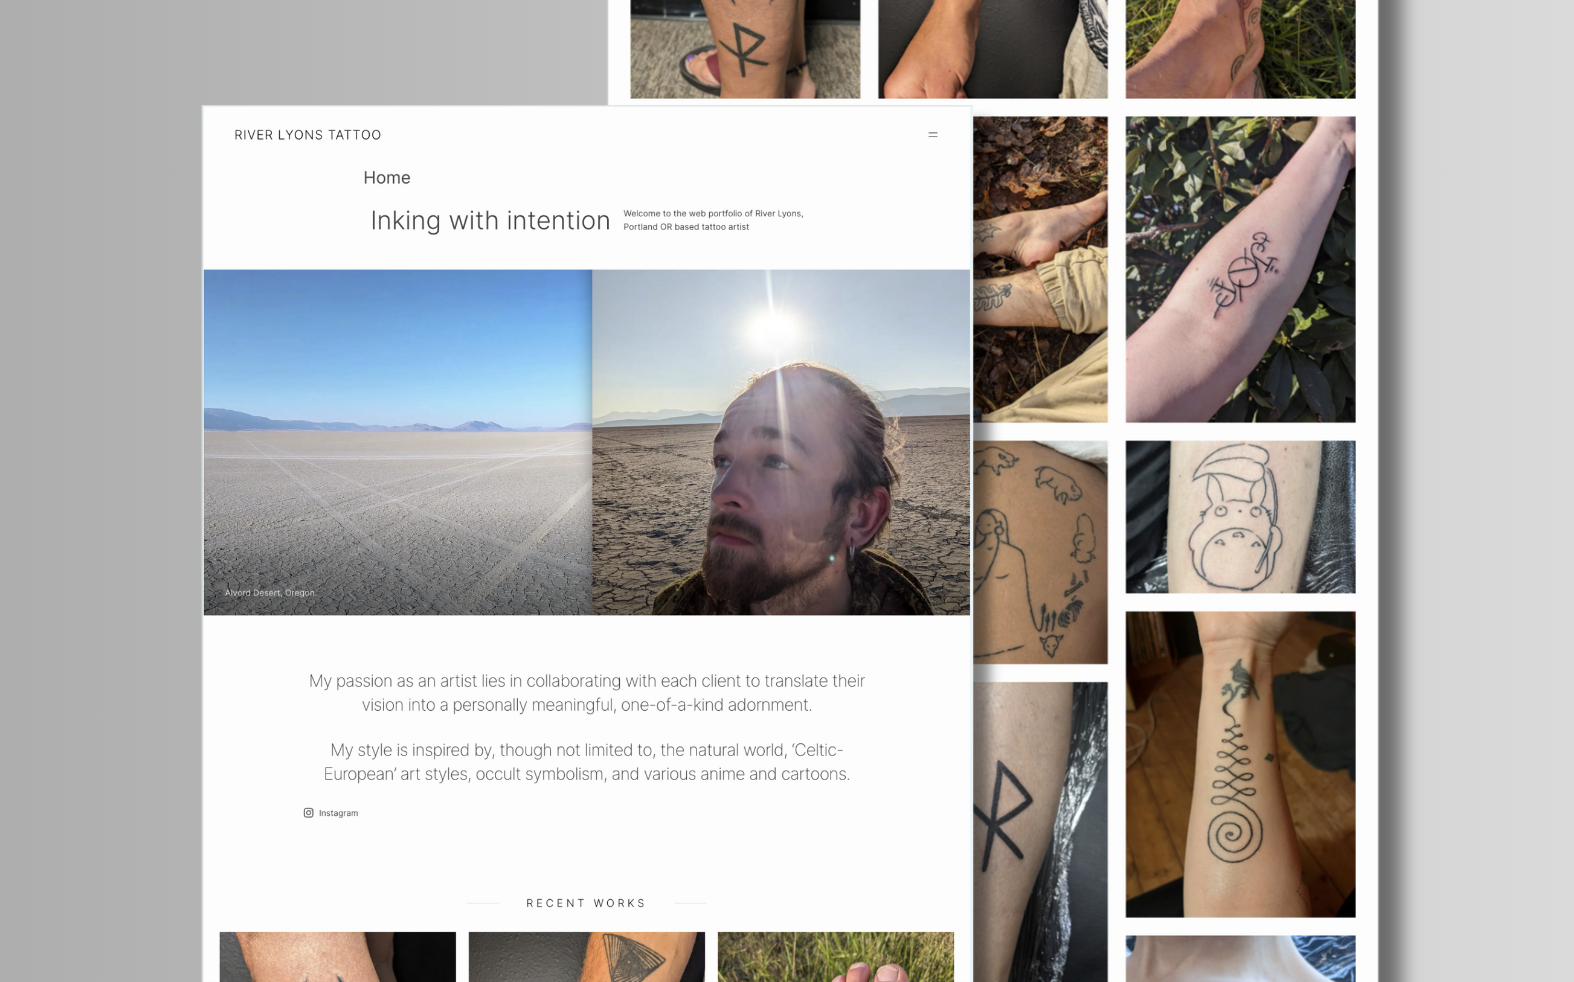 RIVER LYONS TATTOO
Home
Inking with intention
Welcome to the web portfolio of River Lyons,
Portland OR based tattoo artist
Alvord Desert, Oregon.
My passion as an artist lies in collaborating with each client to translate their
vision into a personally meaningful, one-of-a-kind adornment.
My style is inspired by, though not limited to, the natural world, ‘Celtic-
European’ art styles, occult symbolism, and various anime and cartoons.
Instagram
RECENT WORKS